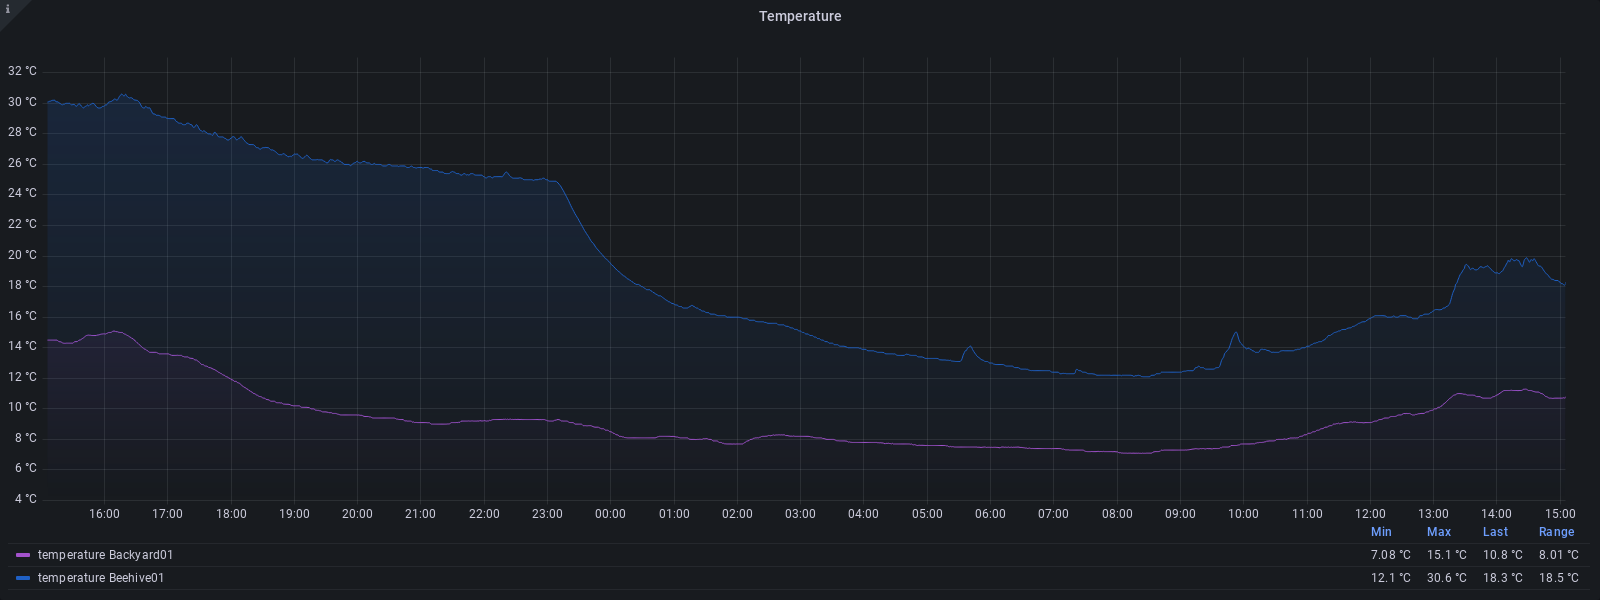 i
Temperature
32 °C
30 °C
28 °C
26 °C
24 °C
22 °C
20 °C
18 °C
16 °C
14 °C
12 °C
10 °C
8 °C
6 °C
4 °C
16:00 17:00 18:00 19:00 20:00 21:00 22:00 23:00 00:00 01:00 02:00 03:00 04:00 05:00 06:00 07:00 08:00 09:00 10:00 11:00 12:00 13:00 14:00 15:00
Min Max Last Range
temperature Backyard01 7.08 °C 15.1 °C 10.8 °C 8.01 °C
temperature Beehive01 12.1 °C 30.6 °C 18.3 °C 18.5 °C